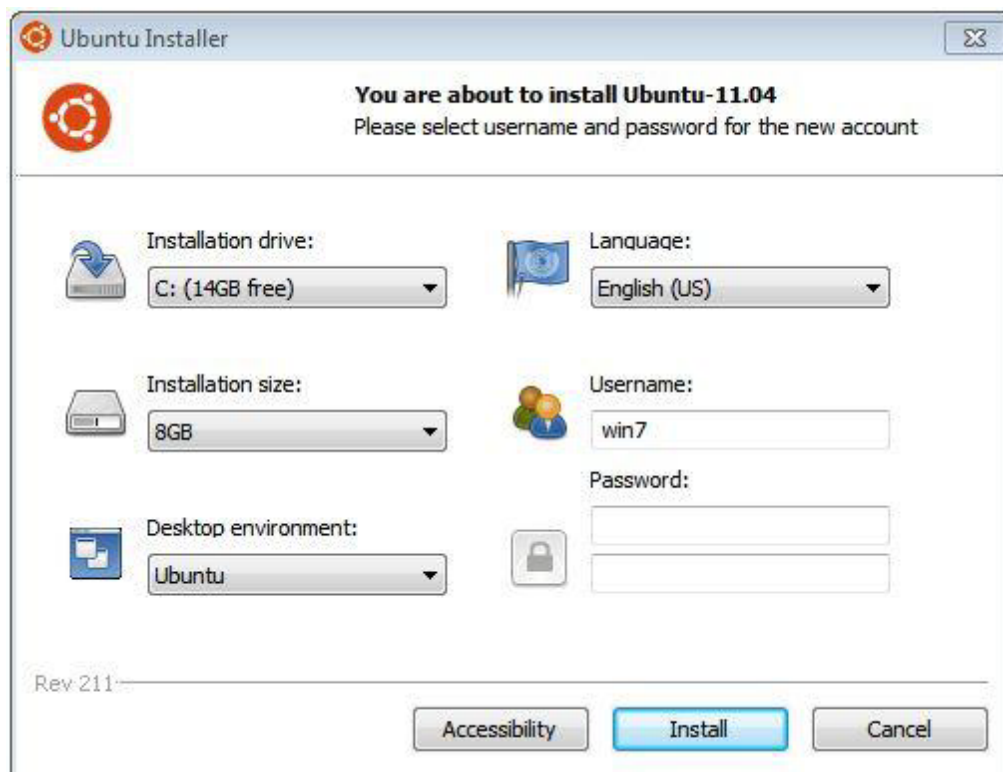 Ubuntu Installer
You are about to install Ubuntu-11.04
Please select username and password for the new account
Installation drive:
C: (14GB free)
Language:
English (US)
Installation size:
8GB
Username:
win7
Password:
Desktop environment:
Ubuntu
Rev 211
Accessibility
Install
Cancel